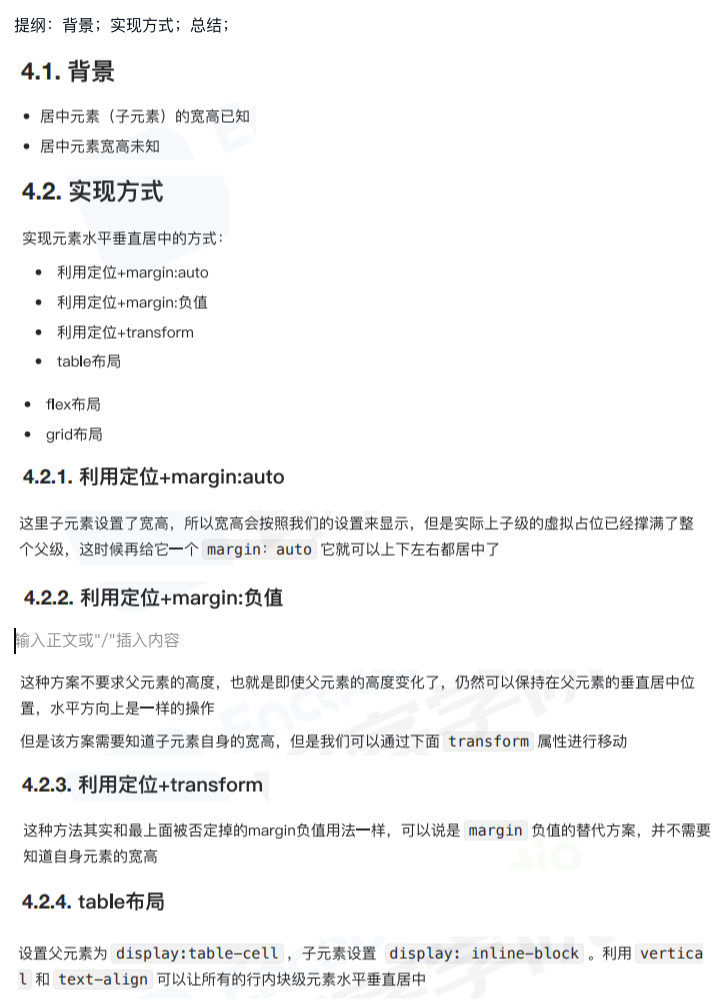 提纲：背景；实现方式；总结；
4.1. 背景
• 居中元素（子元素）的宽高已知
• 居中元素宽高未知
4.2. 实现方式
实现元素水平垂直居中的方式：
• 利用定位+margin:auto
• 利用定位+margin:负值
• 利用定位+transform
• table布局
• flex布局
• grid布局
4.2.1. 利用定位+margin:auto
这里子元素设置了宽高，所以宽高会按照我们的设置来显示，但是实际上子级的虚拟占位已经撑满了整
个父级，这时候再给它一个 margin：auto 它就可以上下左右都居中了
4.2.2. 利用定位+margin:负值
输入正文或"/"插入内容
这种方案不要求父元素的高度，也就是即使父元素的高度变化了，仍然可以保持在父元素的垂直居中位
置，水平方向上是一样的操作
但是该方案需要知道子元素自身的宽高，但是我们可以通过下面 transform 属性进行移动
4.2.3. 利用定位+transform
这种方法其实和最上面被否定掉的margin负值用法一样，可以说是 margin 负值的替代方案，并不需要
知道自身元素的宽高
4.2.4. table布局
设置父元素为 display:table-cell ，子元素设置 display: inline-block 。利用 vertica
l 和 text-align 可以让所有的行内块级元素水平垂直居中